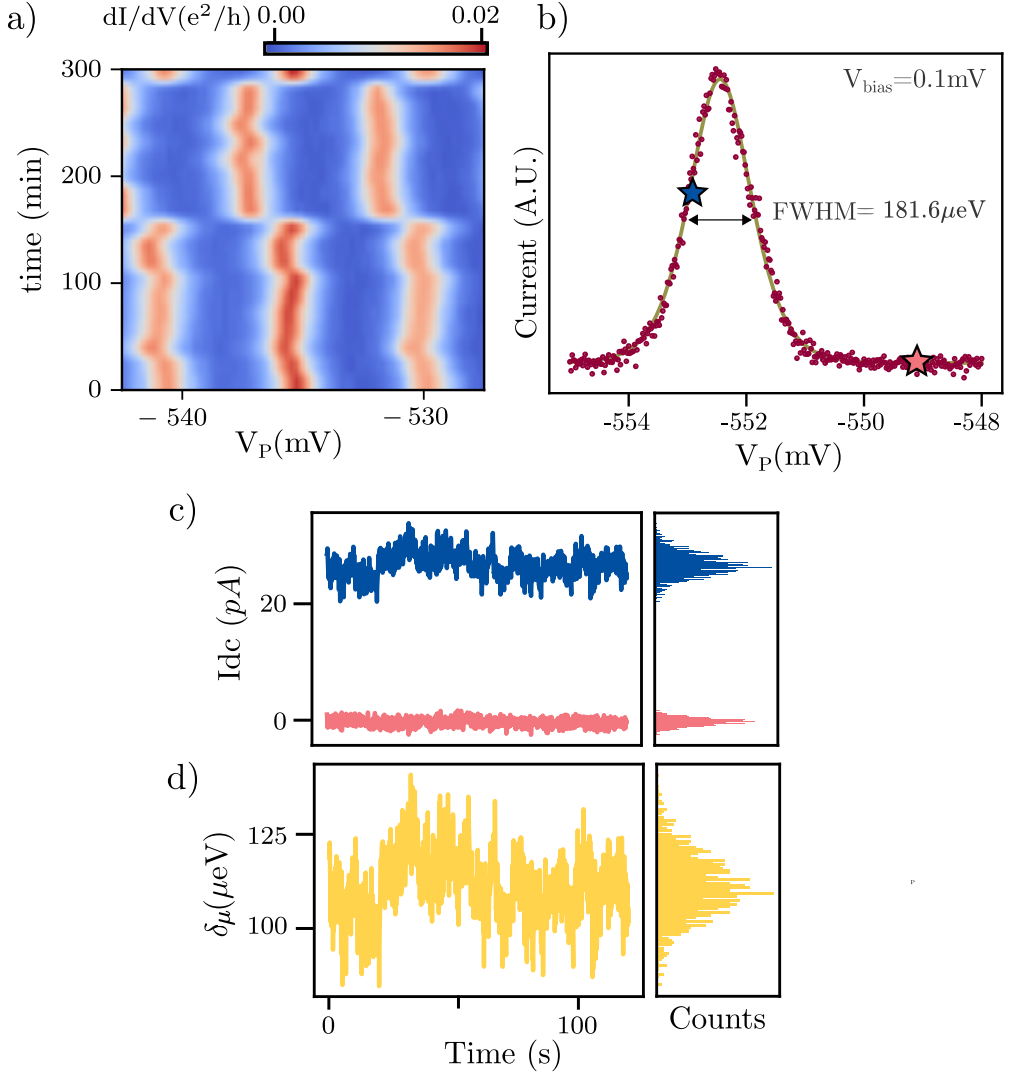 a)
dI/dV(e²/h)
0.00
0.02
300
200
100
0
time (min)
− 540
− 530
V_P(mV)
b)
V_bias=0.1mV
FWHM= 181.6μeV
Current (A.U.)
-554
-552
-550
-548
V_P(mV)
c)
Idc (pA)
20
0
d)
δμ(μeV)
125
100
0
100
Time (s)
Counts
P